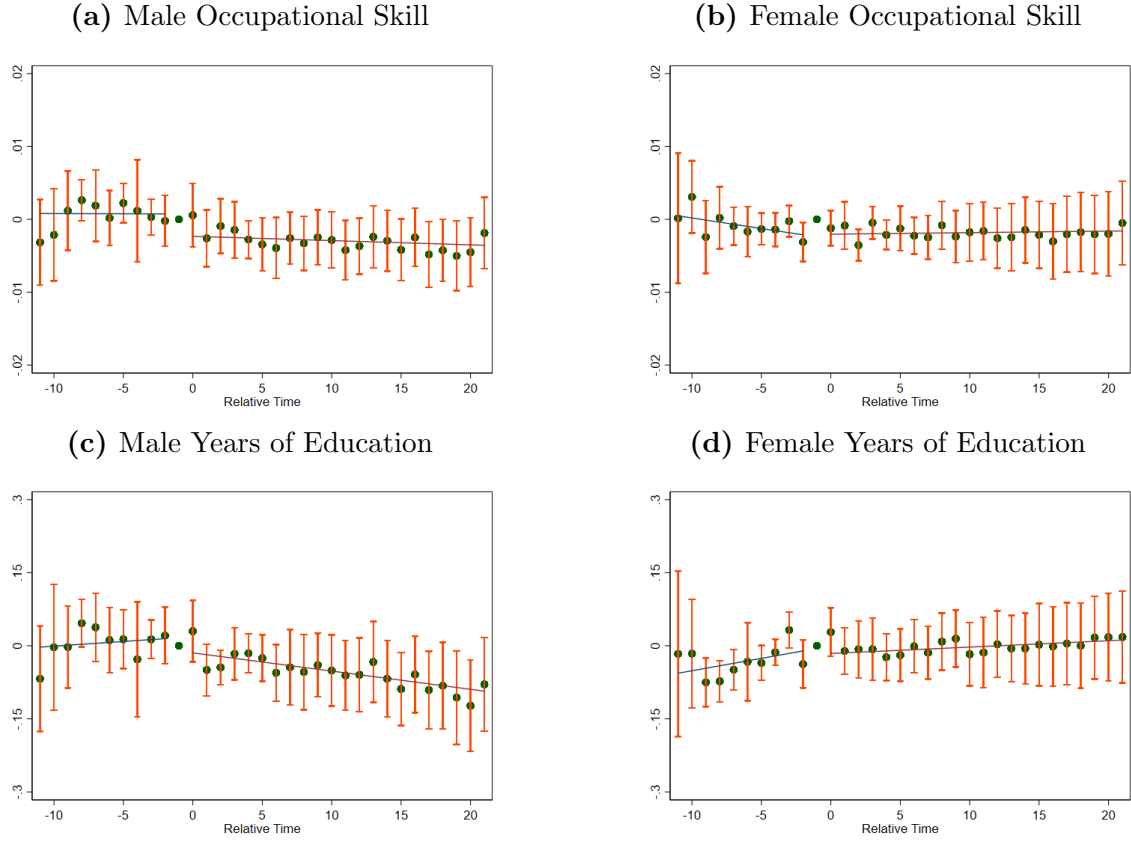 (a) Male Occupational Skill
(b) Female Occupational Skill
.02
.01
0
-.01
-.02
-10 -5 0 5 10 15 20
Relative Time
.02
.01
0
-.01
-.02
-10 -5 0 5 10 15 20
Relative Time
(c) Male Years of Education
(d) Female Years of Education
.3
.15
0
-.15
-.3
-10 -5 0 5 10 15 20
Relative Time
.3
.15
0
-.15
-.3
-10 -5 0 5 10 15 20
Relative Time